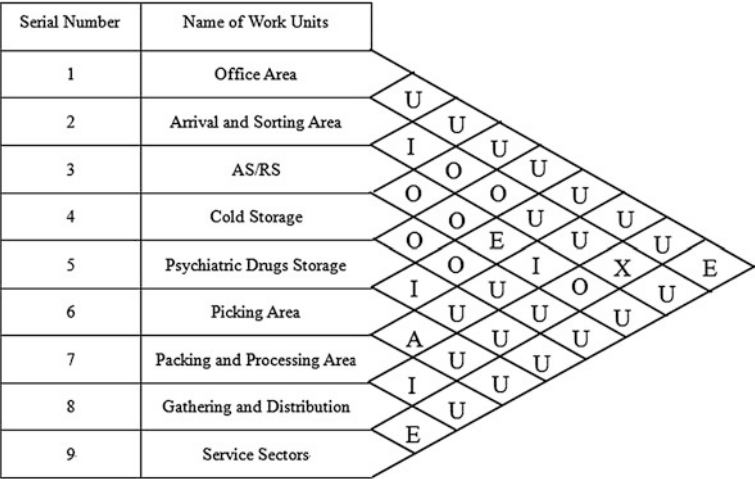 Serial Number Name of Work Units
1 Office Area
U
2 Arrival and Sorting Area U
I U
3 AS/RS O U
O O U
4 Cold Storage O U U
O E U U
5 Psychiatric Drugs Storage O I X E
I U O U
6 Picking Area U U U
A U U
7 Packing and Processing Area U U
I U
8 Gathering and Distribution U
E
9 Service Sectors